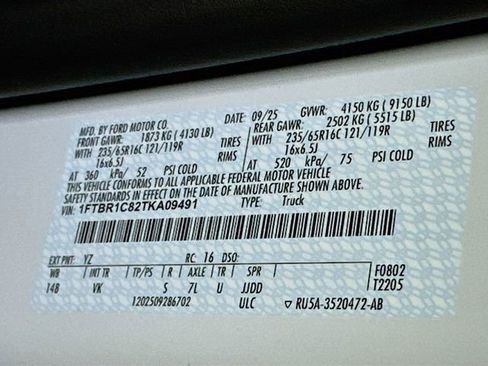 MFD. BY FORD MOTOR CO. DATE: 09/25 GVWR: 4150 KG ( 9150 LB)
FRONT GAWR: 1873 KG ( 4130 LB) REAR GAWR: 2502 KG ( 5515 LB)
WITH 235/65R16C 121/119R TIRES WITH 235/65R16C 121/119R TIRES
16x6.5J RIMS 16x6.5J RIMS
AT 360 kPa/ 52 PSI COLD AT 520 kPa/ 75 PSI COLD
THIS VEHICLE CONFORMS TO ALL APPLICABLE FEDERAL MOTOR VEHICLE
SAFETY STANDARDS IN EFFECT ON THE DATE OF MANUFACTURE SHOWN ABOVE.
VIN: 1FTBR1C82TKA09491 TYPE: Truck
EXT PNT: YZ RC: 16 DSO:
WB INT TR TP/PS R AXLE TR SPR F0802
148 VK S 7L U JJDD T2205
1202509286702 ULC ▽ RU5A-3520472-AB